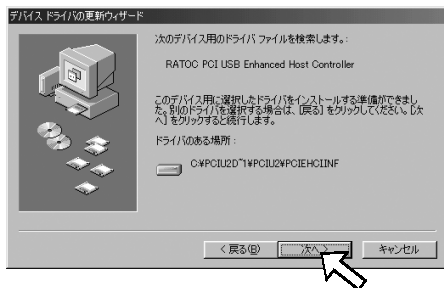 デバイス ドライバの更新ウィザード
次のデバイス用のドライバ ファイルを検索します。:
RATOC PCI USB Enhanced Host Controller
このデバイス用に選択したドライバをインストールする準備ができまし
た。別のドライバを選択する場合は、[戻る] をクリックしてください。[次
へ] をクリックすると続行します。
ドライバのある場所 :
C:¥PCIU2D~1¥PCIU2¥PCIEHCIINF
< 戻る(B)
次へ >
キャンセル